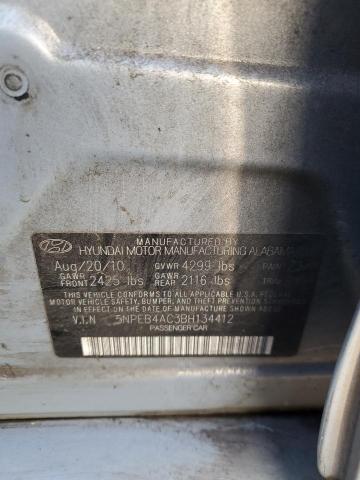 MANUFACTURED BY
HYUNDAI MOTOR MANUFACTURING ALABAMA
Aug/20/10 GVWR 4299 lbs
GAWR FRONT 2425 lbs GAWR REAR 2116 lbs
THIS VEHICLE CONFORMS TO ALL APPLICABLE U.S.A. FEDERAL
MOTOR VEHICLE SAFETY, BUMPER, AND THEFT PREVENTION STANDARDS
IN EFFECT ON THE DATE OF MANUFACTURE SHOWN ABOVE.
V.I.N 5NPEB4AC3BH134412
PASSENGER CAR